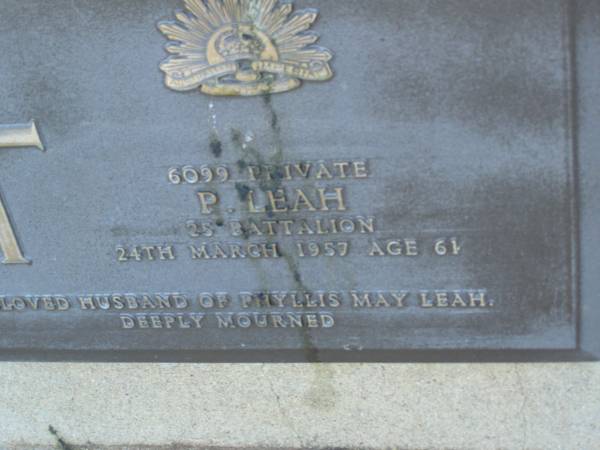 6099 PRIVATE
P. LEAH
25 BATTALION
24TH MARCH 1957 AGE 61
LOVED HUSBAND OF PHYLLIS MAY LEAH.
DEEPLY MOURNED